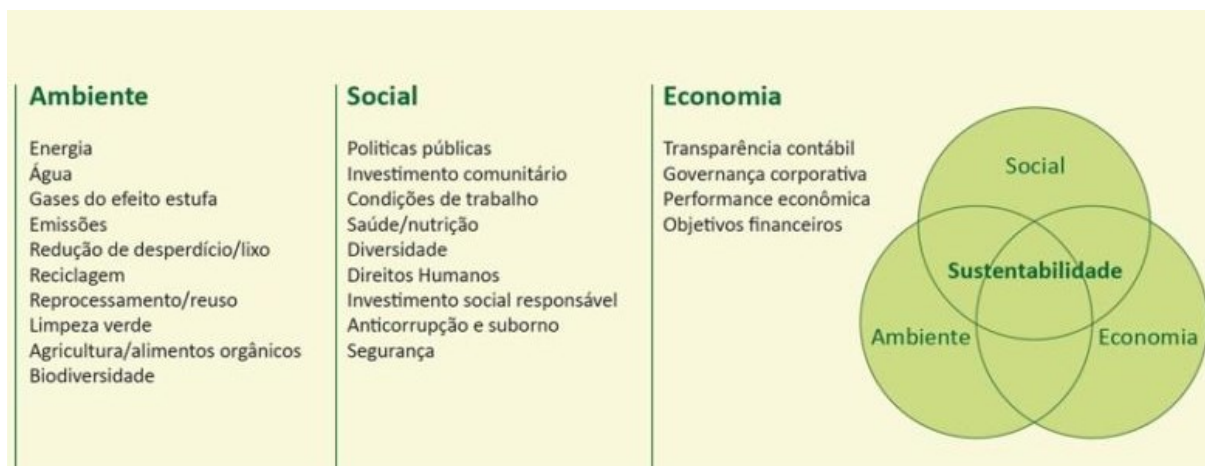 Ambiente
Energia
Água
Gases do efeito estufa
Emissões
Redução de desperdício/lixo
Reciclagem
Reprocessamento/reuso
Limpeza verde
Agricultura/alimentos orgânicos
Biodiversidade
Social
Politicas públicas
Investimento comunitário
Condições de trabalho
Saúde/nutrição
Diversidade
Direitos Humanos
Investimento social responsável
Anticorrupção e suborno
Segurança
Economia
Transparência contábil
Governança corporativa
Performance econômica
Objetivos financeiros
Social
Sustentabilidade
Ambiente
Economia